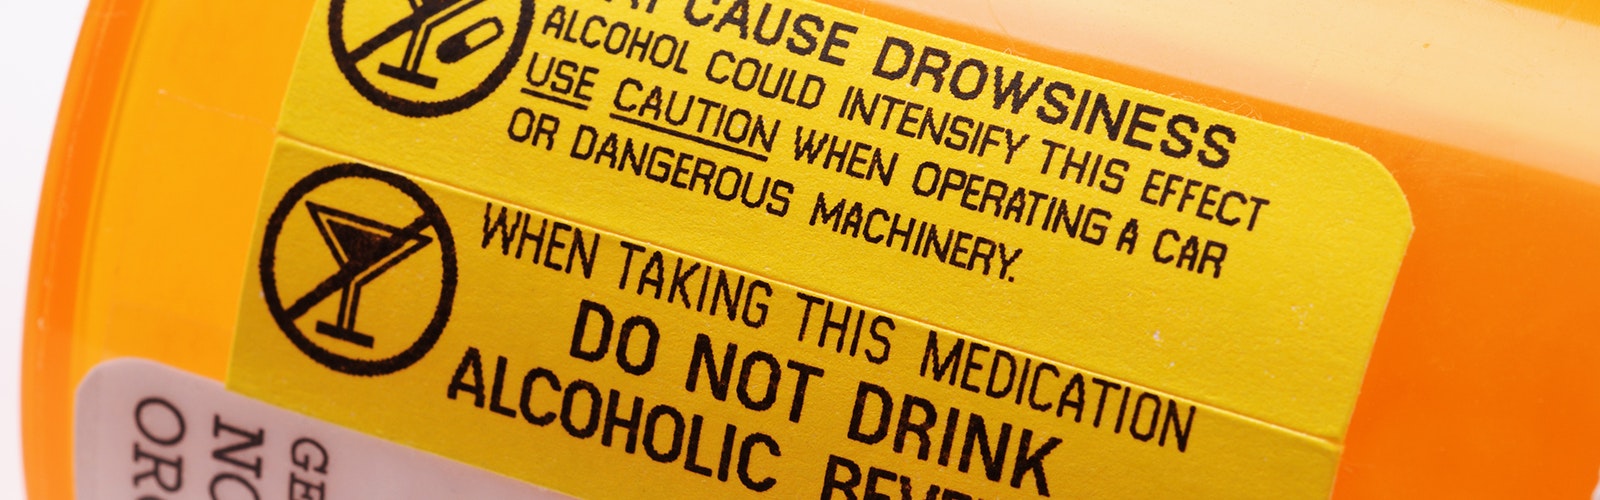 CAUSE DROWSINESS
ALCOHOL COULD INTENSIFY THIS EFFECT
USE CAUTION WHEN OPERATING A CAR
OR DANGEROUS MACHINERY.
WHEN TAKING THIS MEDICATION
DO NOT DRINK
ALCOHOLIC